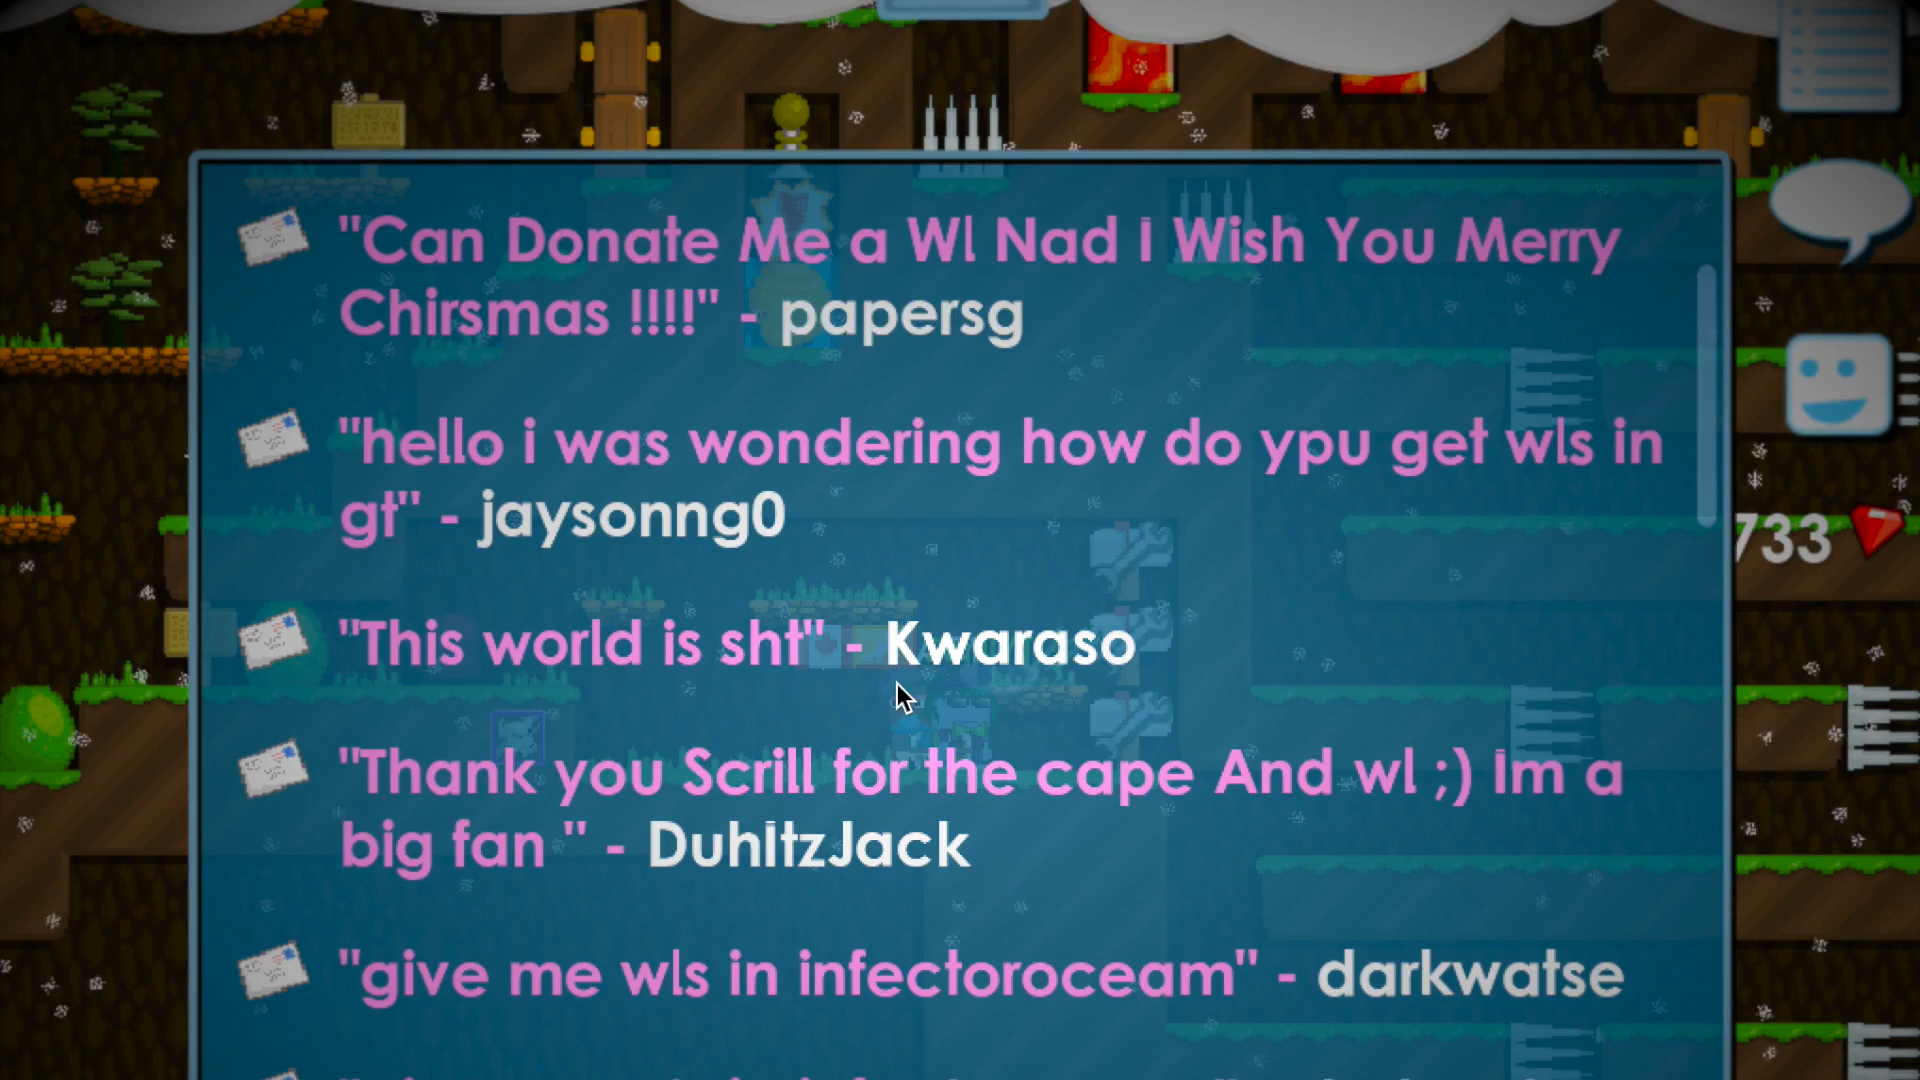 "Can Donate Me a Wl Nad I Wish You Merry
Chirsmas !!!!" - papersg
"hello i was wondering how do ypu get wls in
gt" - jaysonng0
733
"This world is sht" - Kwaraso
"Thank you Scrill for the cape And wl ;) Im a
big fan " - DuhItzJack
"give me wls in infectoroceam" - darkwatse